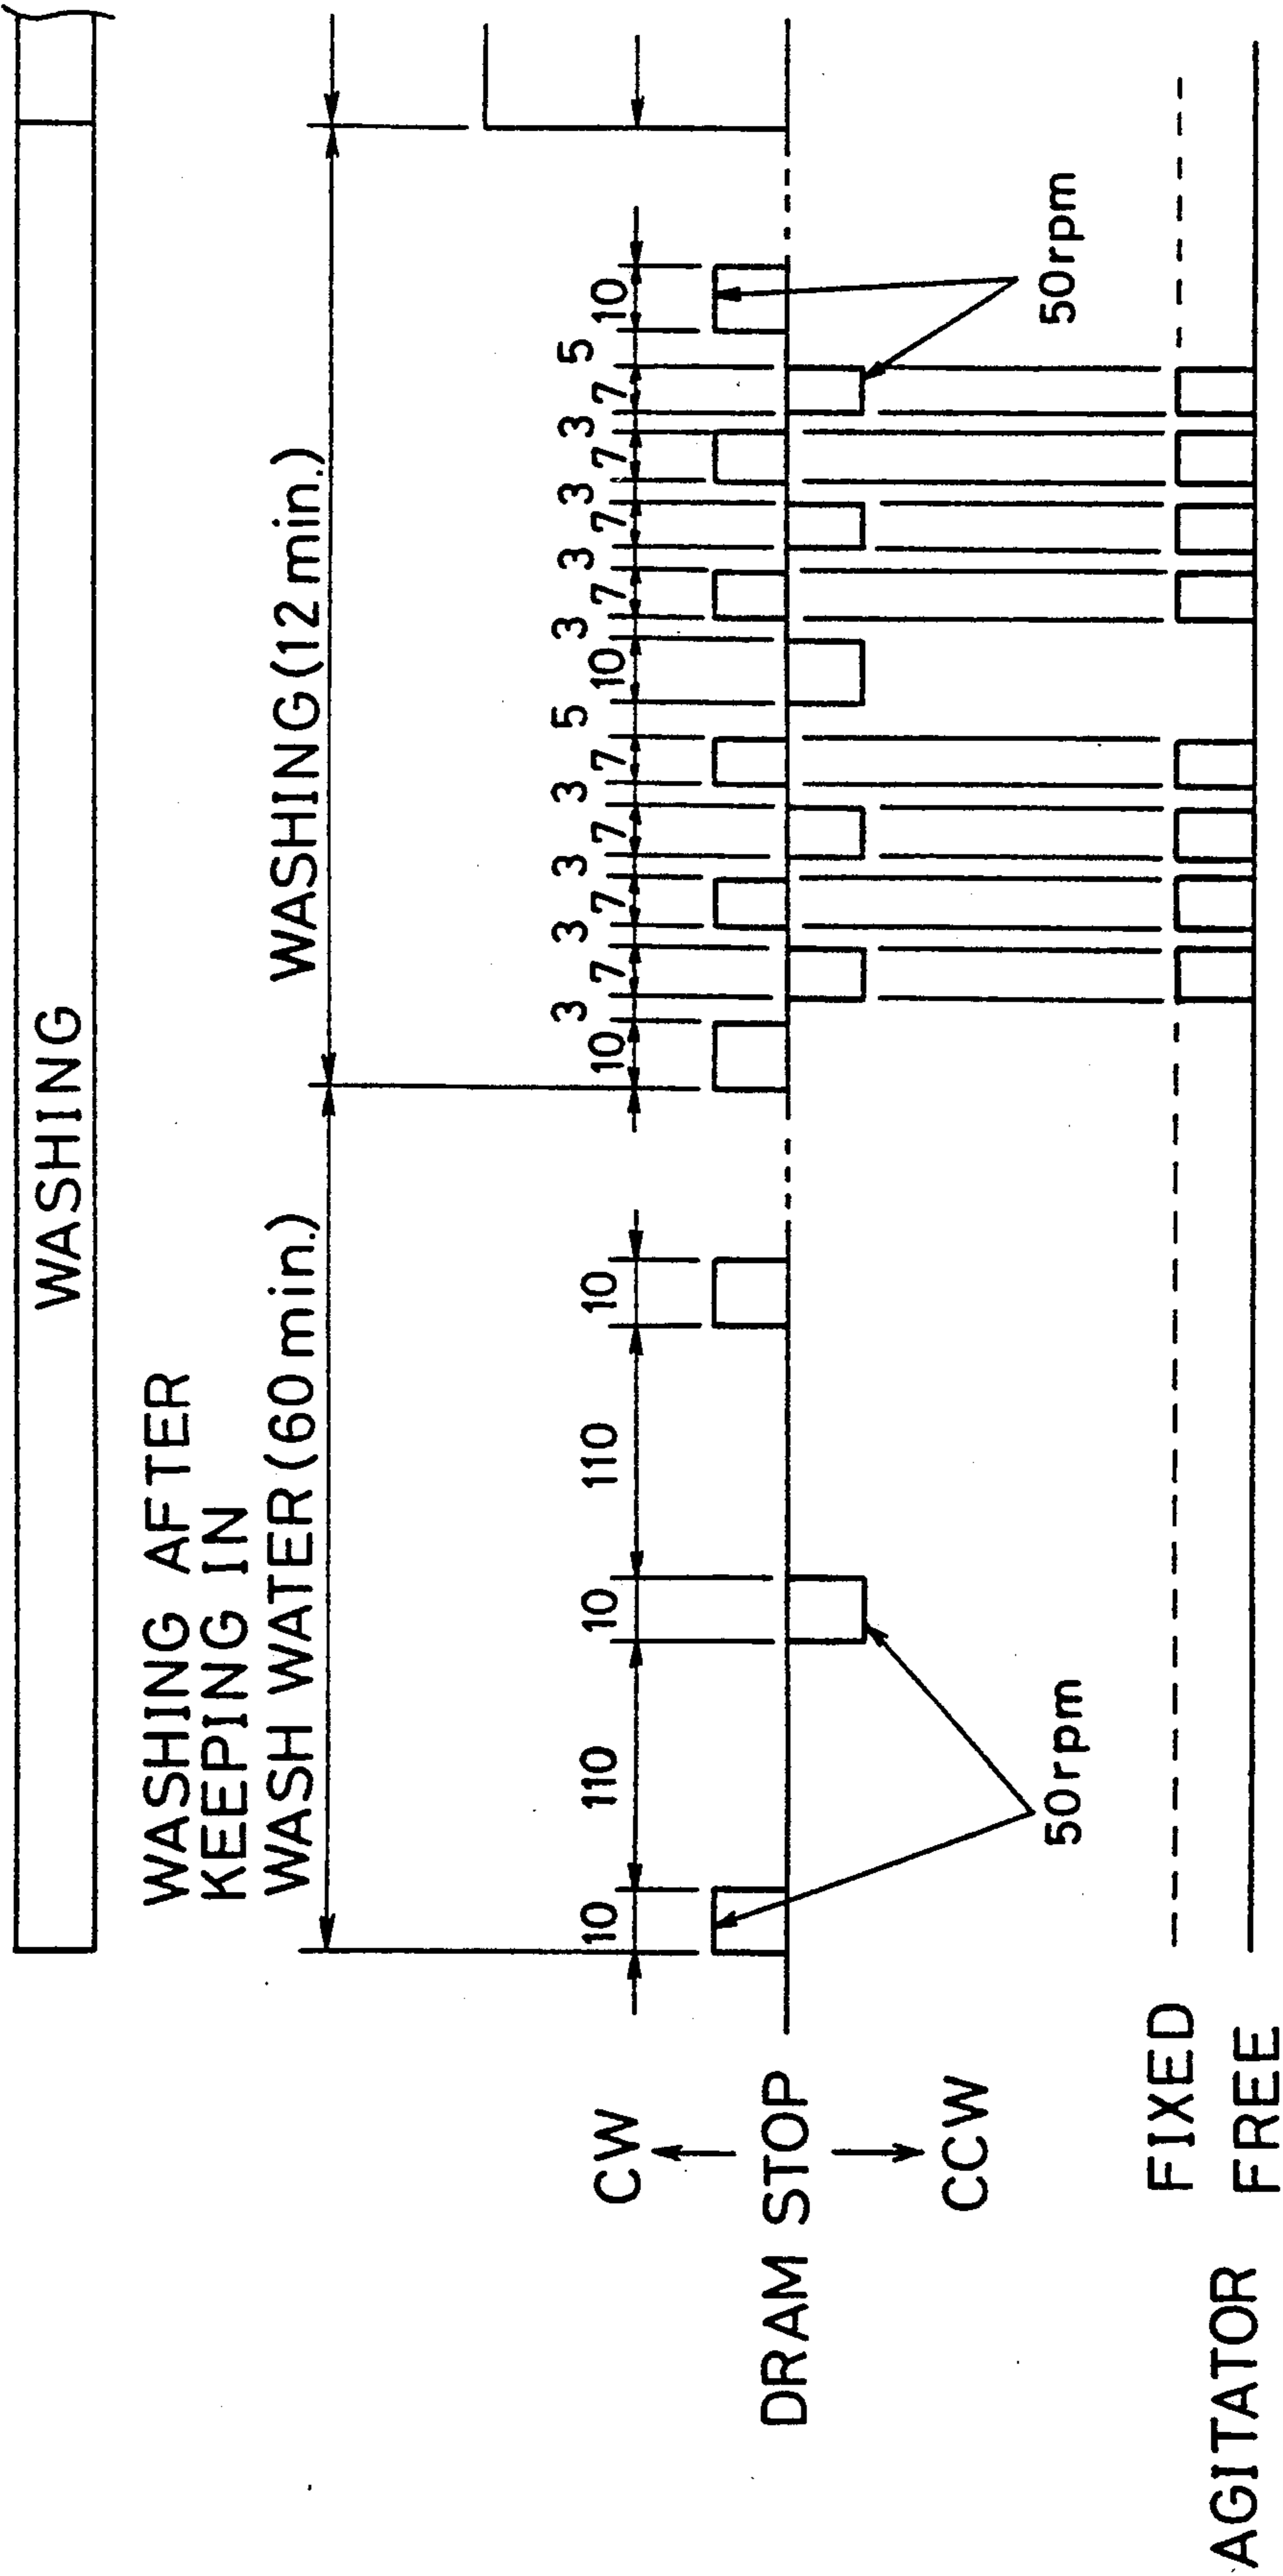 WASHING
WASHING AFTER
KEEPING IN
WASH WATER (60 min.)
WASHING (12 min.)
10 110 10 110 10
10 3 7 3 7 3 7 3 7 5 10 3 7 3 7 3 7 3 7 5 10
CW
DRAM STOP
CCW
50rpm
50rpm
AGITATOR
FIXED
FREE